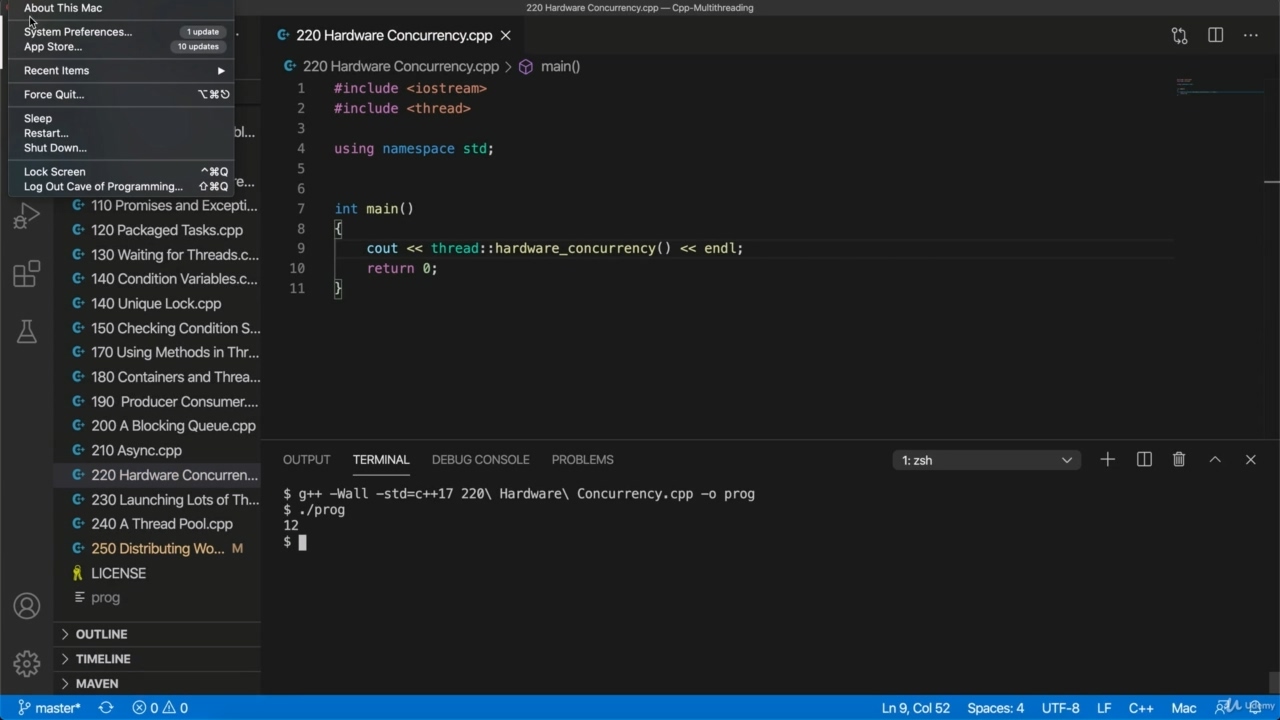 220 Hardware Concurrency.cpp — Cpp-Multithreading
About This Mac
System Preferences... 1 update
App Store... 10 updates
Recent Items
Force Quit... ⌥⌘⎋
Sleep
Restart...
Shut Down...
Lock Screen ^⌘Q
Log Out Cave of Programming... ⇧⌘Q
bl...
re...
110 Promises and Excepti...
120 Packaged Tasks.cpp
130 Waiting for Threads.c...
140 Condition Variables.c...
140 Unique Lock.cpp
150 Checking Condition S...
170 Using Methods in Thr...
180 Containers and Threa...
190 Producer Consumer....
200 A Blocking Queue.cpp
210 Async.cpp
220 Hardware Concurren...
230 Launching Lots of Th...
240 A Thread Pool.cpp
250 Distributing Wo... M
LICENSE
prog
OUTLINE
TIMELINE
MAVEN
220 Hardware Concurrency.cpp
220 Hardware Concurrency.cpp > main()
1 #include <iostream>
2 #include <thread>
3
4 using namespace std;
5
6
7 int main()
8 {
9 cout << thread::hardware_concurrency() << endl;
10 return 0;
11 }
OUTPUT TERMINAL DEBUG CONSOLE PROBLEMS 1: zsh
$ g++ -Wall -std=c++17 220\ Hardware\ Concurrency.cpp -o prog
$ ./prog
12
$
master* 0 0 Ln 9, Col 52 Spaces: 4 UTF-8 LF C++ Mac Udemy